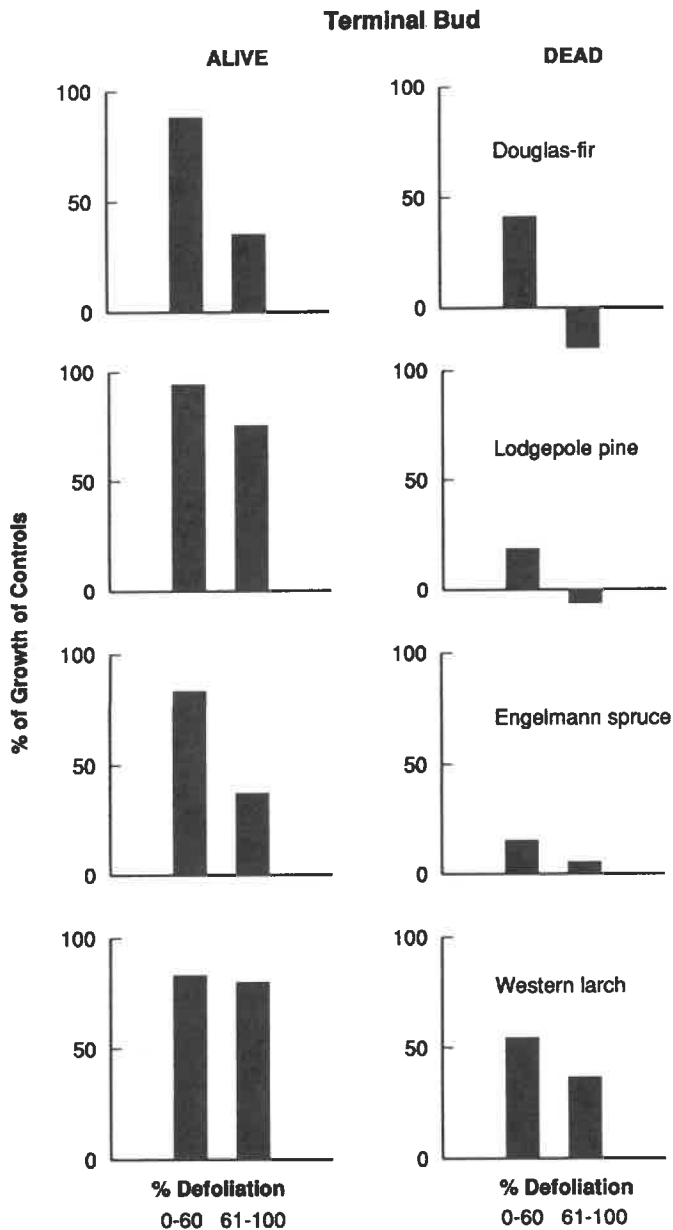 Terminal Bud
ALIVE DEAD
100 100
Douglas-fir
50 50
0 0
100 100
Lodgepole pine
50 50
0 0
100 100
Engelmann spruce
50 50
0 0
100 100
Western larch
50 50
0 0
% of Growth of Controls
% Defoliation % Defoliation
0-60 61-100 0-60 61-100